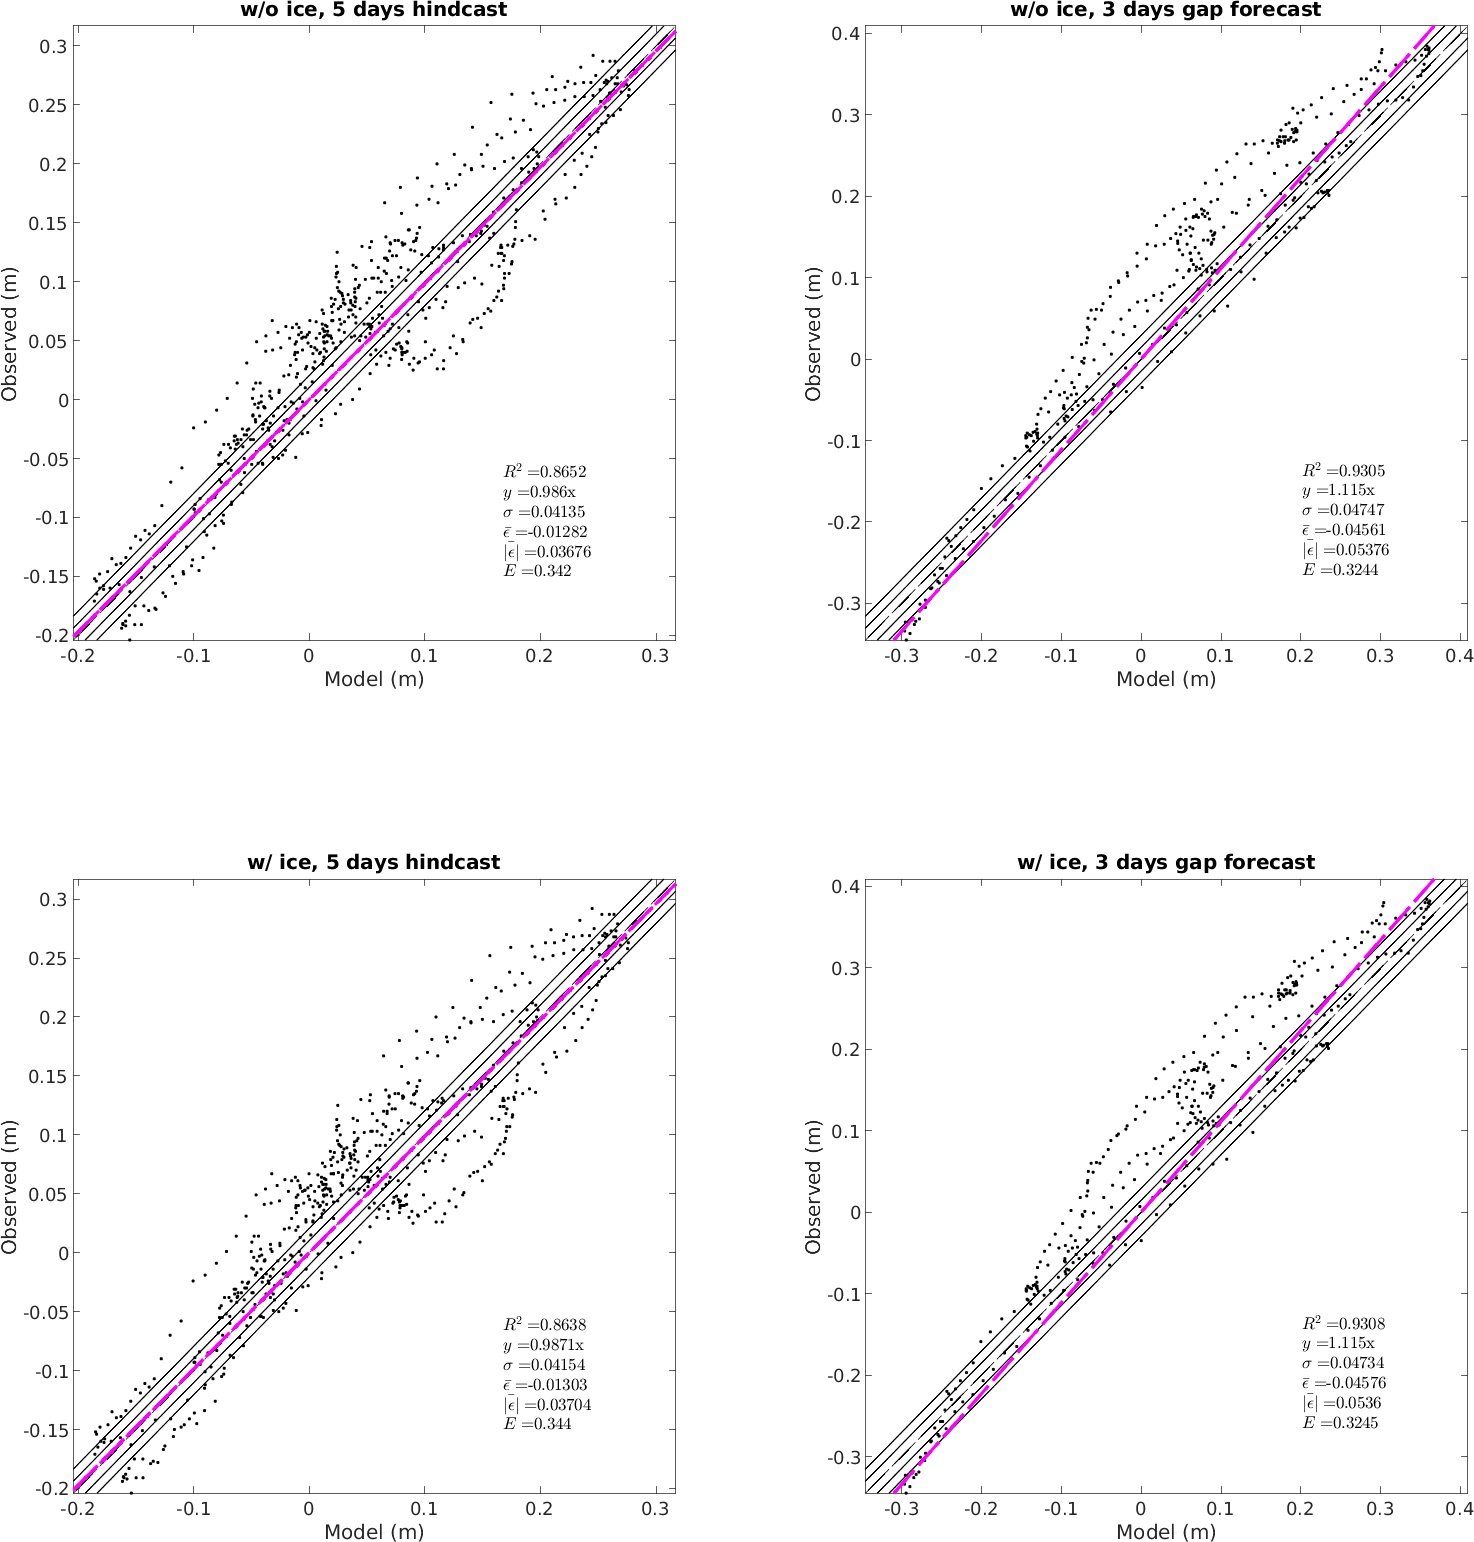 w/o ice, 5 days hindcast
0.3
0.25
0.2
0.15
0.1
0.05
0
-0.05
-0.1
-0.15
-0.2
Observed (m)
R² =0.8652
y =0.986x
σ =0.04135
ε̄ =-0.01282
|ε̄| =0.03676
E =0.342
-0.2 -0.1 0 0.1 0.2 0.3
Model (m)
w/o ice, 3 days gap forecast
0.4
0.3
0.2
0.1
0
-0.1
-0.2
-0.3
Observed (m)
R² =0.9305
y =1.115x
σ =0.04747
ε̄ =-0.04561
|ε̄| =0.05376
E =0.3244
-0.3 -0.2 -0.1 0 0.1 0.2 0.3 0.4
Model (m)
w/ ice, 5 days hindcast
0.3
0.25
0.2
0.15
0.1
0.05
0
-0.05
-0.1
-0.15
-0.2
Observed (m)
R² =0.8638
y =0.9871x
σ =0.04154
ε̄ =-0.01303
|ε̄| =0.03704
E =0.344
-0.2 -0.1 0 0.1 0.2 0.3
Model (m)
w/ ice, 3 days gap forecast
0.4
0.3
0.2
0.1
0
-0.1
-0.2
-0.3
Observed (m)
R² =0.9308
y =1.115x
σ =0.04734
ε̄ =-0.04576
|ε̄| =0.0536
E =0.3245
-0.3 -0.2 -0.1 0 0.1 0.2 0.3 0.4
Model (m)